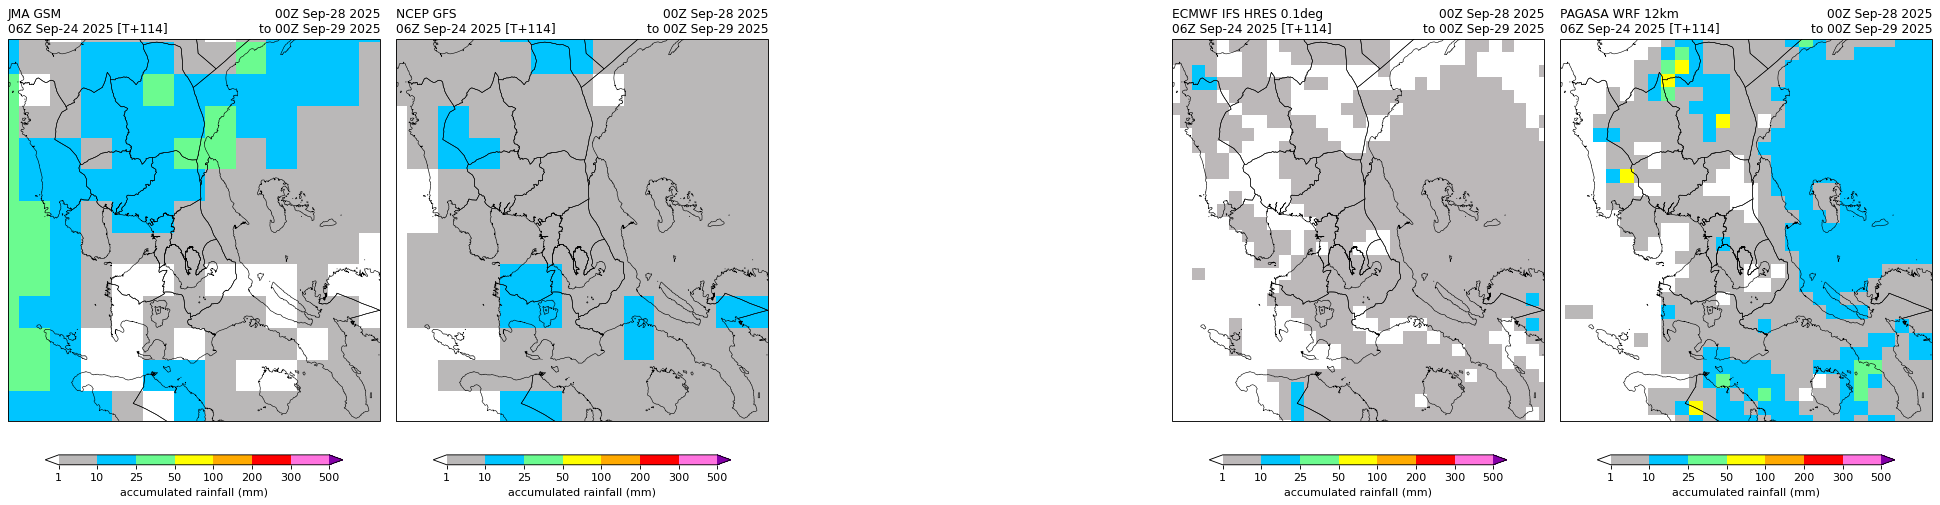 JMA GSM 00Z Sep-28 2025
06Z Sep-24 2025 [T+114] to 00Z Sep-29 2025
NCEP GFS 00Z Sep-28 2025
06Z Sep-24 2025 [T+114] to 00Z Sep-29 2025
ECMWF IFS HRES 0.1deg 00Z Sep-28 2025
06Z Sep-24 2025 [T+114] to 00Z Sep-29 2025
PAGASA WRF 12km 00Z Sep-28 2025
06Z Sep-24 2025 [T+114] to 00Z Sep-29 2025
1 10 25 50 100 200 300 500
accumulated rainfall (mm)
1 10 25 50 100 200 300 500
accumulated rainfall (mm)
1 10 25 50 100 200 300 500
accumulated rainfall (mm)
1 10 25 50 100 200 300 500
accumulated rainfall (mm)